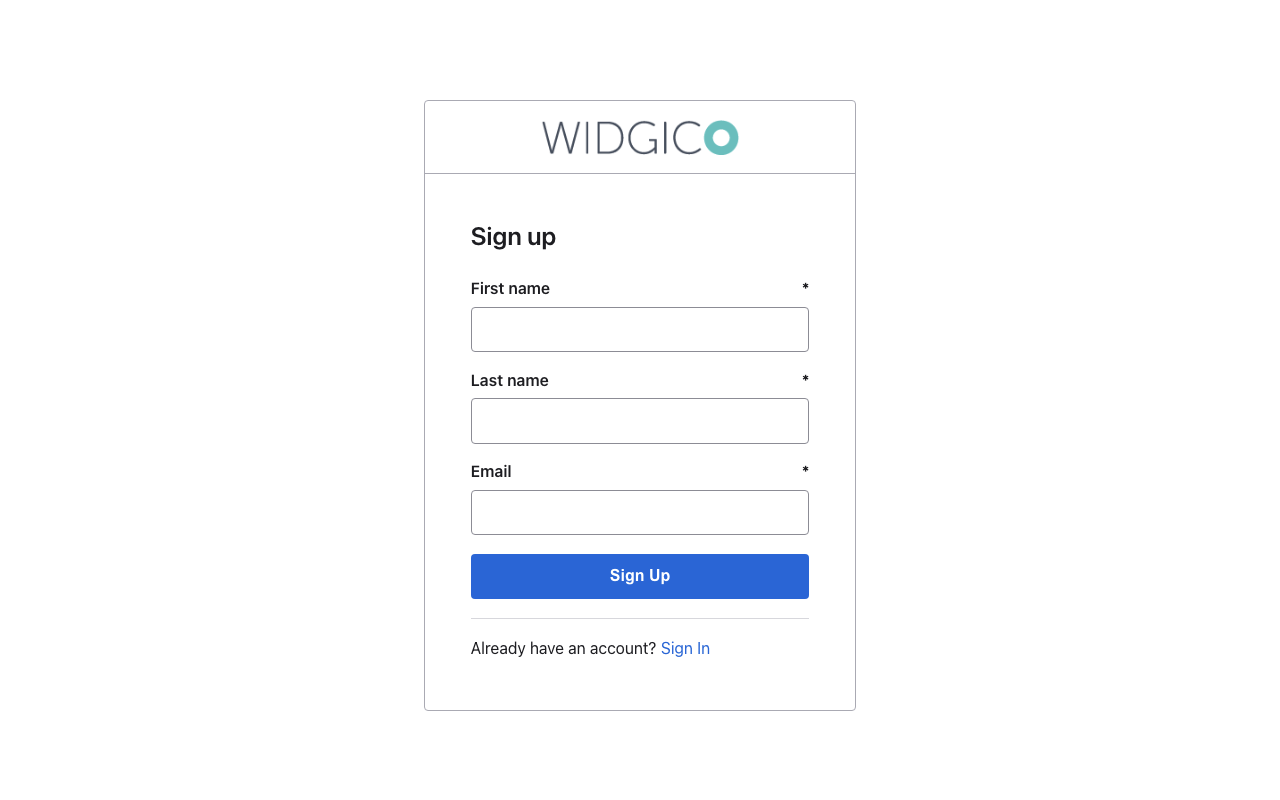 WIDGICO
Sign up
First name *
Last name *
Email *
Sign Up
Already have an account? Sign In